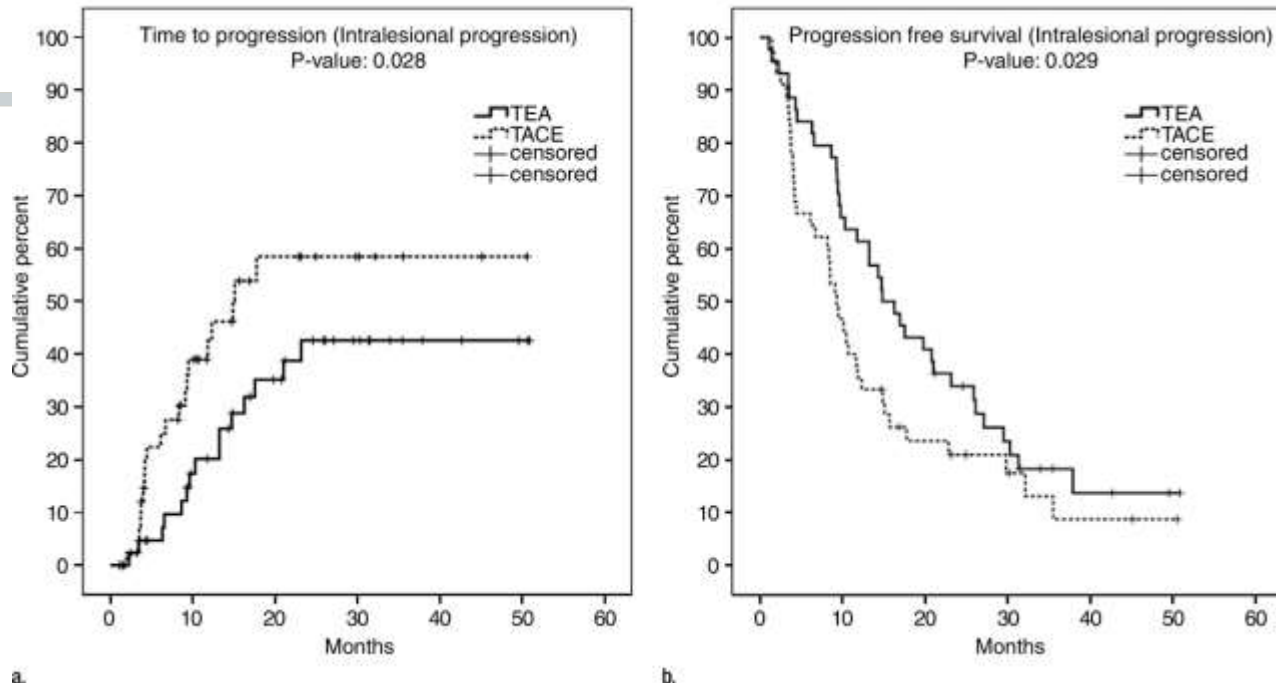 Time to progression (Intralesional progression)
P-value: 0.028
TEA
TACE
censored
censored
Cumulative percent
100
90
80
70
60
50
40
30
20
10
0
0 10 20 30 40 50 60
Months
a.
Progression free survival (Intralesional progression)
P-value: 0.029
TEA
TACE
censored
censored
Cumulative percent
100
90
80
70
60
50
40
30
20
10
0
0 10 20 30 40 50 60
Months
b.